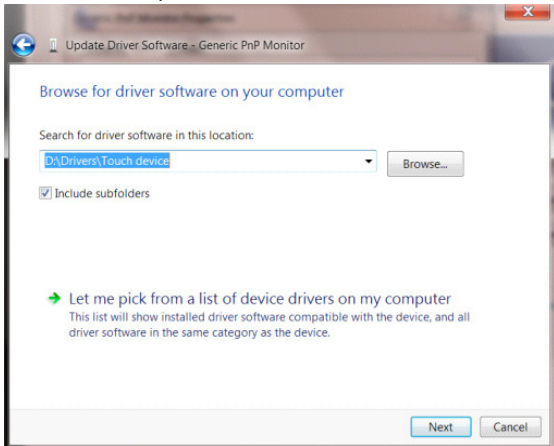 Update Driver Software - Generic PnP Monitor
Browse for driver software on your computer
Search for driver software in this location:
D:\Drivers\Touch device
Browse...
Include subfolders
Let me pick from a list of device drivers on my computer
This list will show installed driver software compatible with the device, and all
driver software in the same category as the device.
Next Cancel